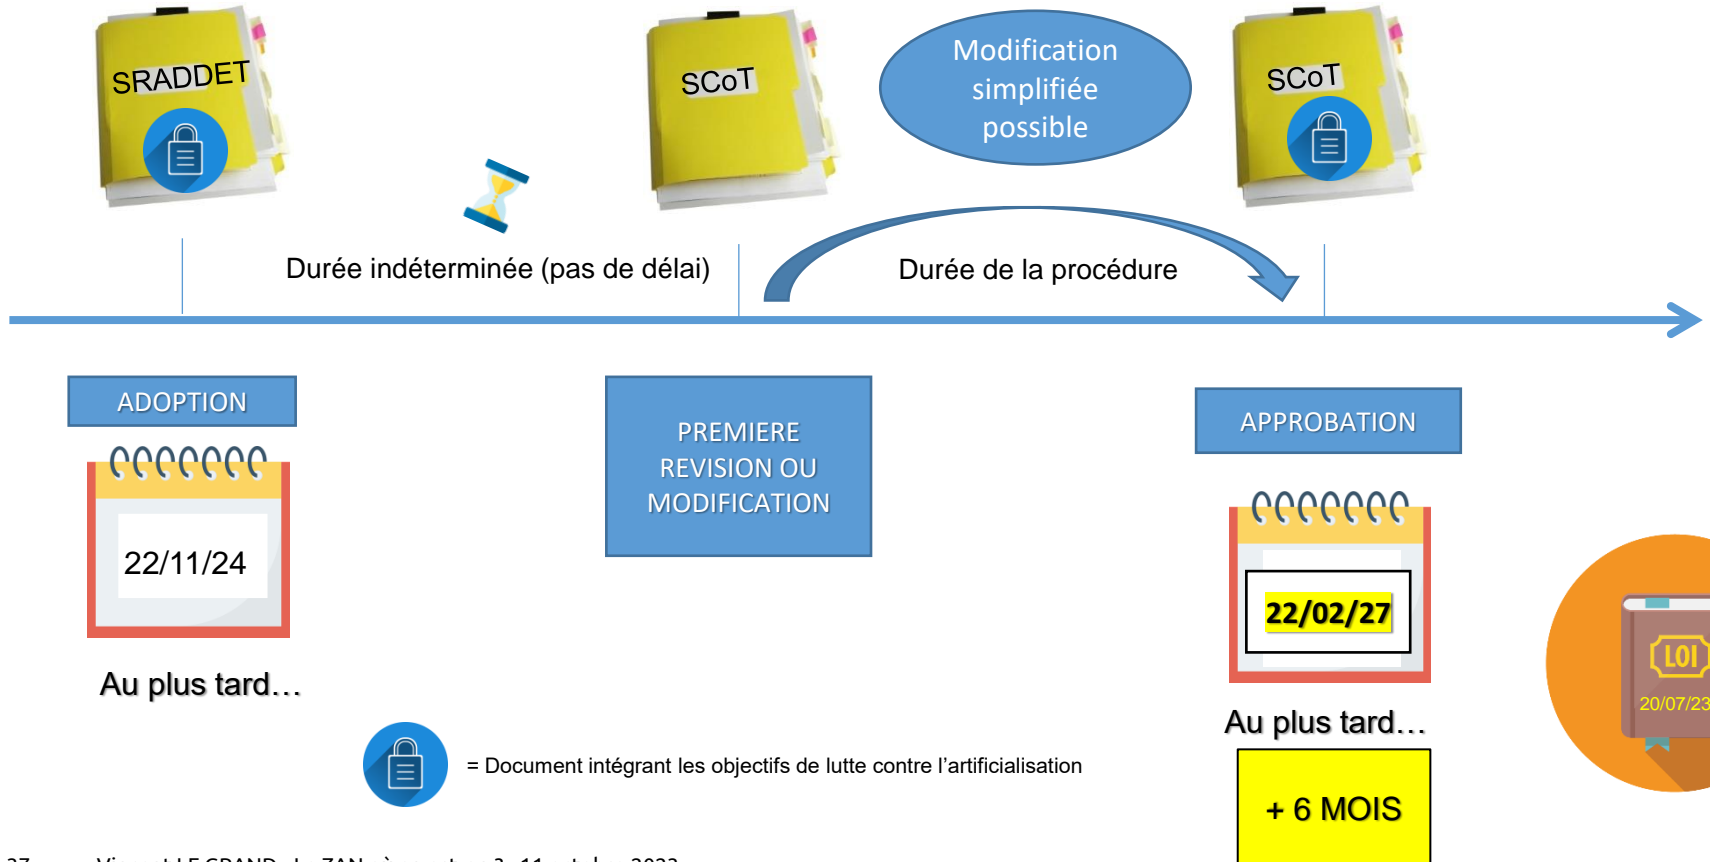 SRADDET
SCoT
Modification
simplifiée
possible
SCoT
Durée indéterminée (pas de délai)
Durée de la procédure
ADOPTION
PREMIERE
REVISION OU
MODIFICATION
APPROBATION
22/11/24
22/02/27
Au plus tard…
Au plus tard…
LOI
20/07/23
= Document intégrant les objectifs de lutte contre l’artificialisation
+ 6 MOIS